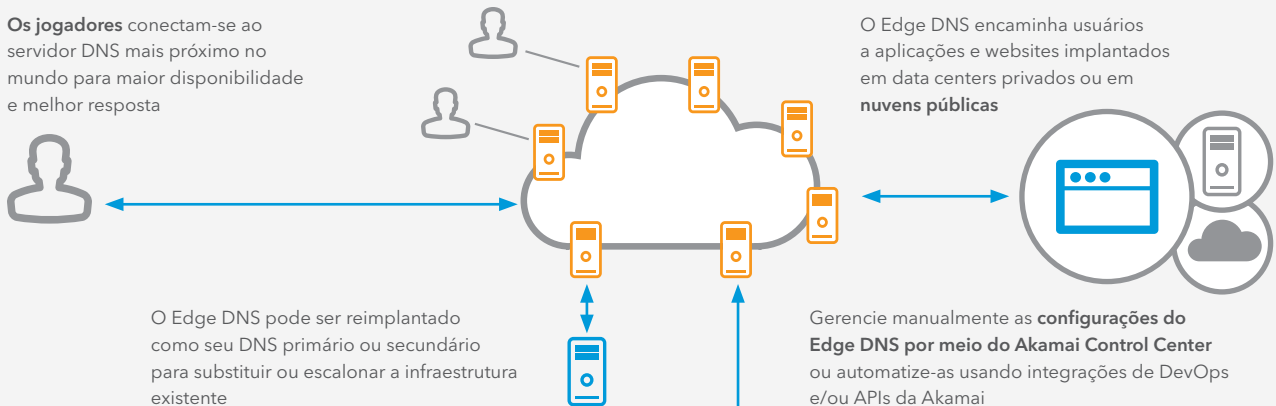 Os jogadores conectam-se ao
servidor DNS mais próximo no
mundo para maior disponibilidade
e melhor resposta
O Edge DNS encaminha usuários
a aplicações e websites implantados
em data centers privados ou em
nuvens públicas
O Edge DNS pode ser reimplantado
como seu DNS primário ou secundário
para substituir ou escalonar a infraestrutura
existente
Gerencie manualmente as configurações do
Edge DNS por meio do Akamai Control Center
ou automatize-as usando integrações de DevOps
e/ou APIs da Akamai